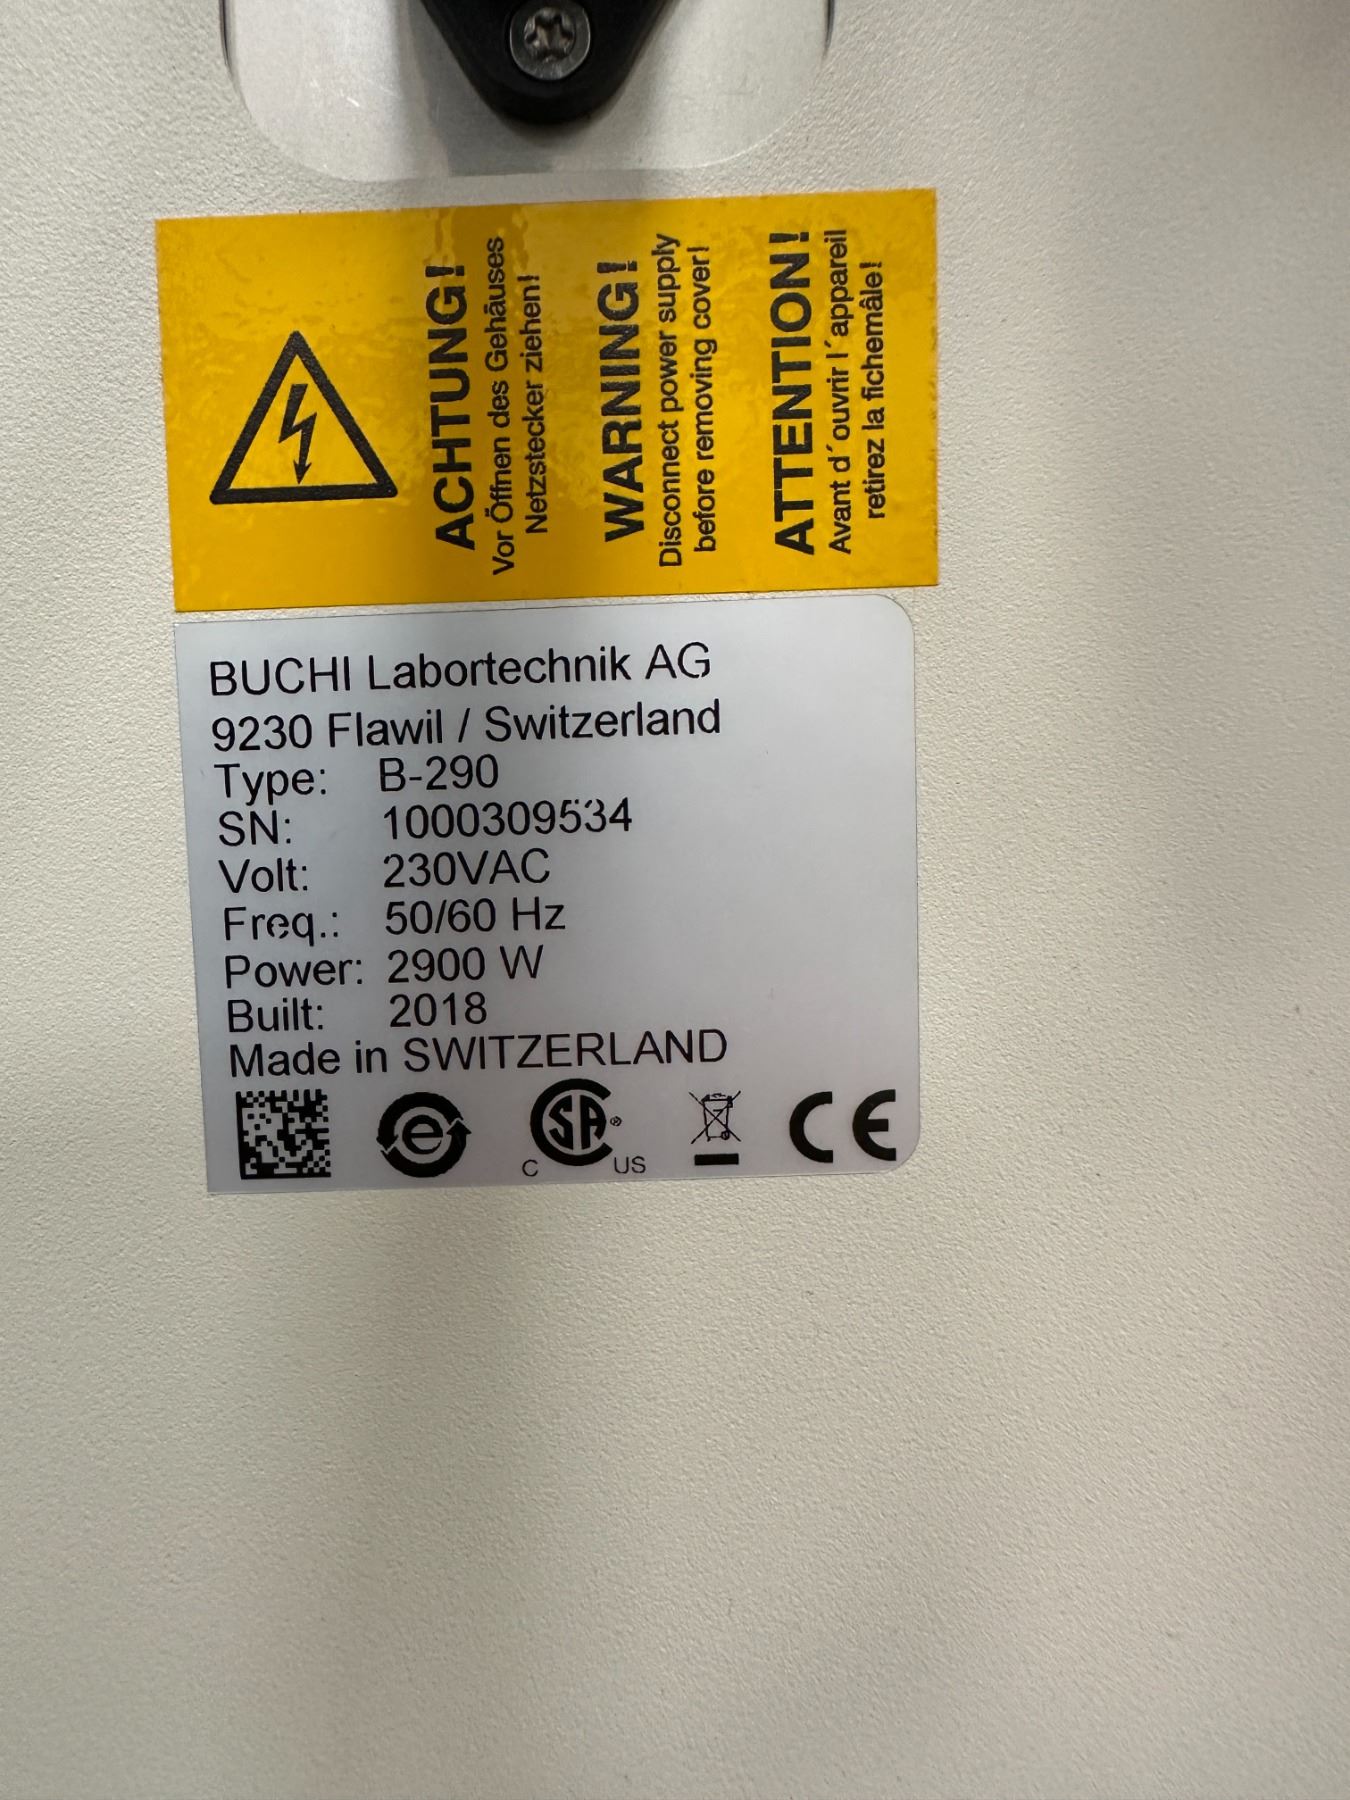 ACHTUNG!
Vor Öffnen des Gehäuses
Netzstecker ziehen!
WARNING!
Disconnect power supply
before removing cover!
ATTENTION!
Avant d´ouvrir l´appareil
retirez la fichemâle!
BUCHI Labortechnik AG
9230 Flawil / Switzerland
Type: B-290
SN: 1000309534
Volt: 230VAC
Freq.: 50/60 Hz
Power: 2900 W
Built: 2018
Made in SWITZERLAND
e
C SA® US
CE